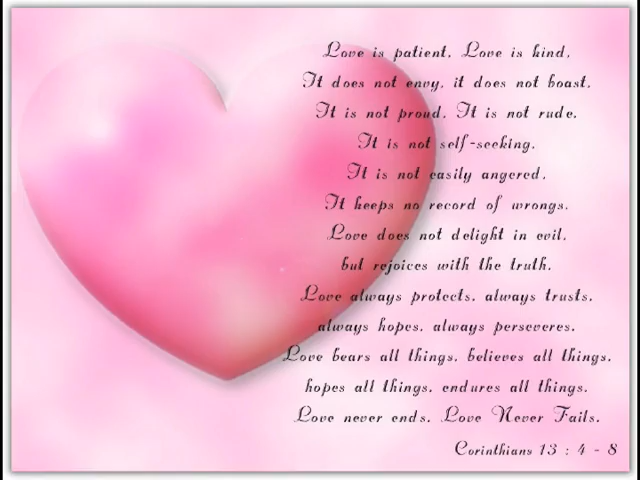 Love is patient, Love is kind,
It does not envy, it does not boast,
It is not proud, It is not rude,
It is not self-seeking,
It is not easily angered,
It keeps no record of wrongs,
Love does not delight in evil,
but rejoices with the truth.
Love always protects, always trusts,
always hopes, always perseveres.
Love bears all things, believes all things,
hopes all things, endures all things.
Love never ends, Love Never Fails.
Corinthians 13 : 4 - 8